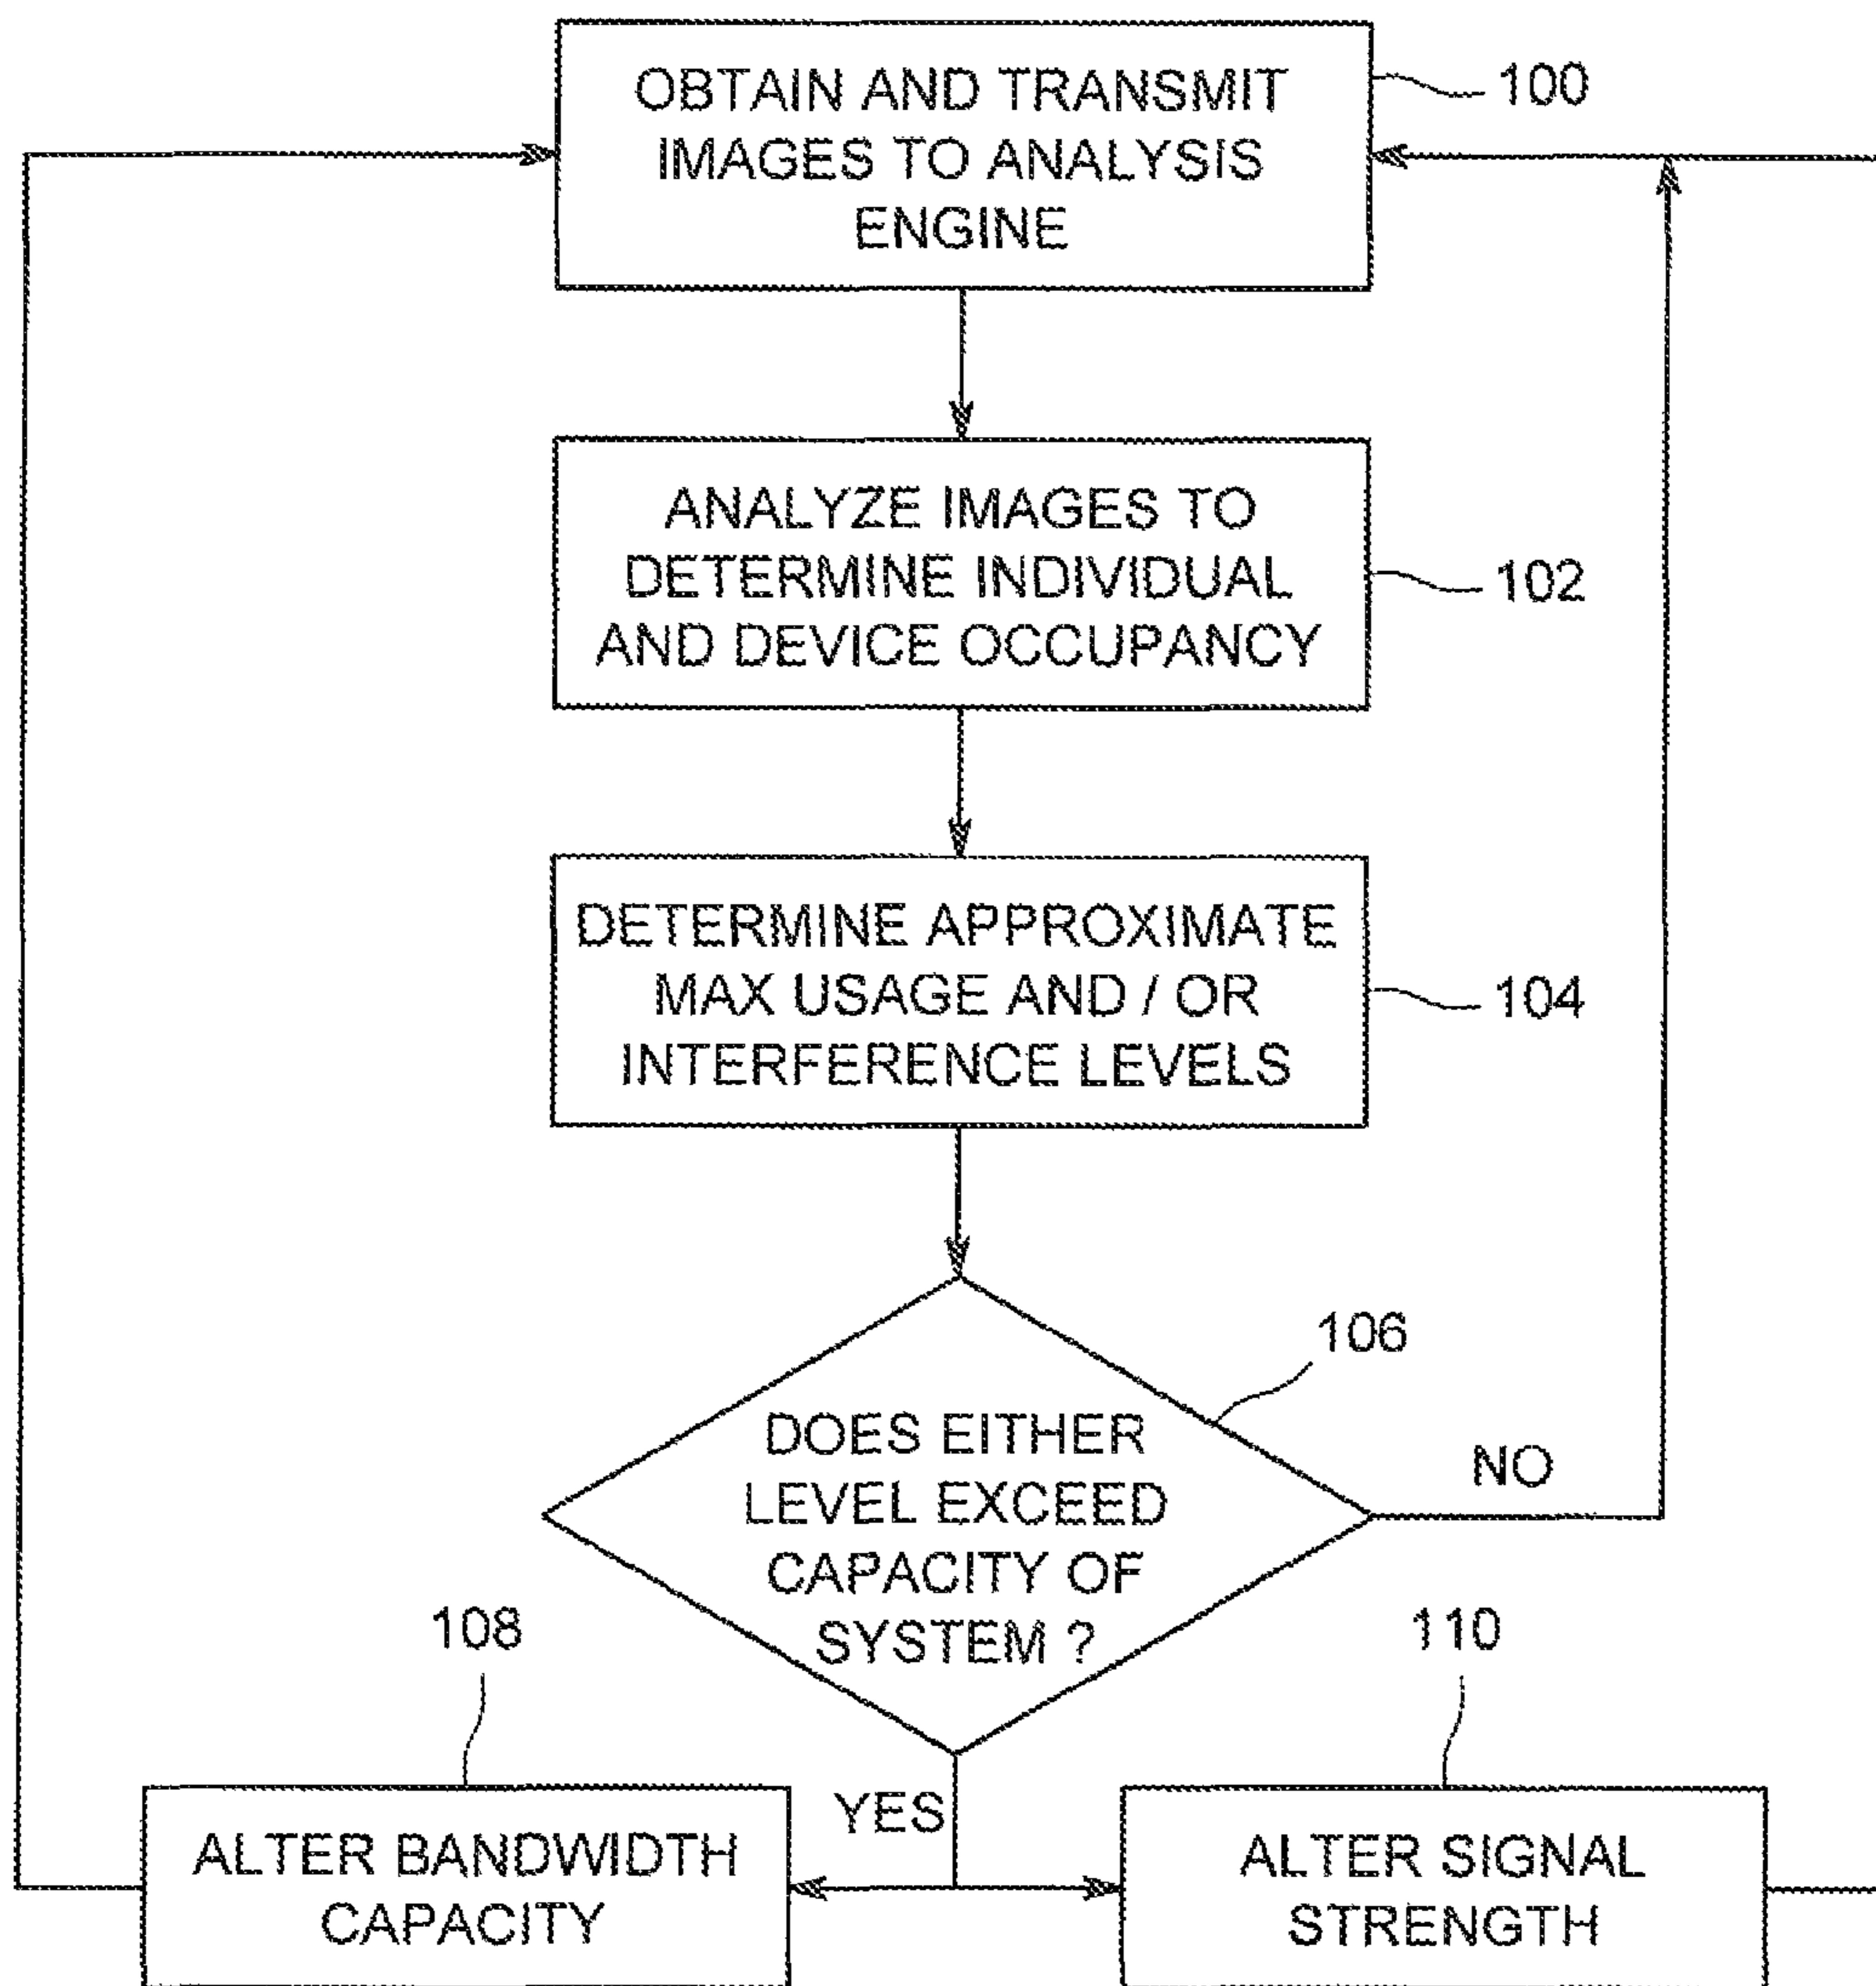 OBTAIN AND TRANSMIT
IMAGES TO ANALYSIS
ENGINE
100
ANALYZE IMAGES TO
DETERMINE INDIVIDUAL
AND DEVICE OCCUPANCY
102
DETERMINE APPROXIMATE
MAX USAGE AND / OR
INTERFERENCE LEVELS
104
106
DOES EITHER
LEVEL EXCEED
CAPACITY OF
SYSTEM ?
NO
YES
108
ALTER BANDWIDTH
CAPACITY
110
ALTER SIGNAL
STRENGTH